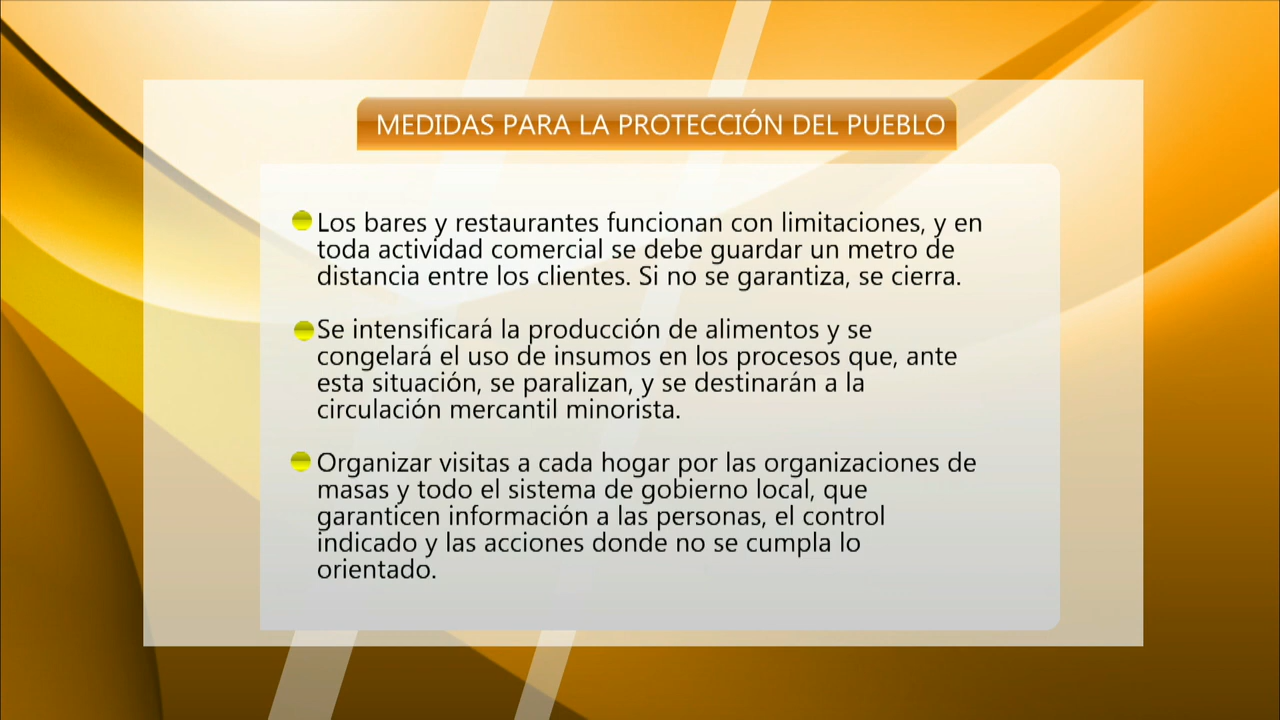 MEDIDAS PARA LA PROTECCIÓN DEL PUEBLO
Los bares y restaurantes funcionan con limitaciones, y en
toda actividad comercial se debe guardar un metro de
distancia entre los clientes. Si no se garantiza, se cierra.
Se intensificará la producción de alimentos y se
congelará el uso de insumos en los procesos que, ante
esta situación, se paralizan, y se destinarán a la
circulación mercantil minorista.
Organizar visitas a cada hogar por las organizaciones de
masas y todo el sistema de gobierno local, que
garanticen información a las personas, el control
indicado y las acciones donde no se cumpla lo
orientado.